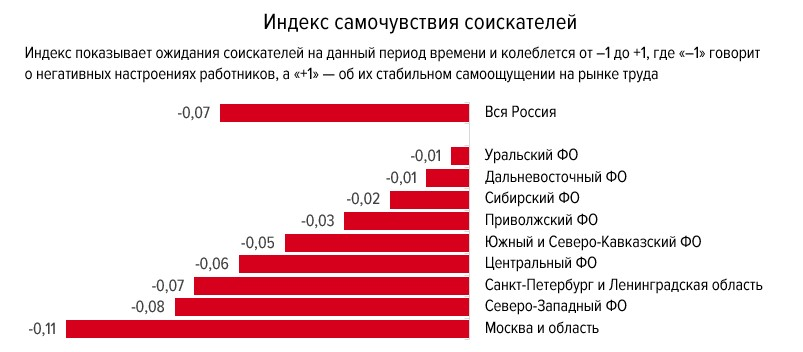 Индекс самочувствия соискателей
Индекс показывает ожидания соискателей на данный период времени и колеблется от –1 до +1, где «–1» говорит
о негативных настроениях работников, а «+1» — об их стабильном самоощущении на рынке труда
-0,07 Вся Россия
-0,01 Уральский ФО
-0,01 Дальневосточный ФО
-0,02 Сибирский ФО
-0,03 Приволжский ФО
-0,05 Южный и Северо-Кавказский ФО
-0,06 Центральный ФО
-0,07 Санкт-Петербург и Ленинградская область
-0,08 Северо-Западный ФО
-0,11 Москва и область